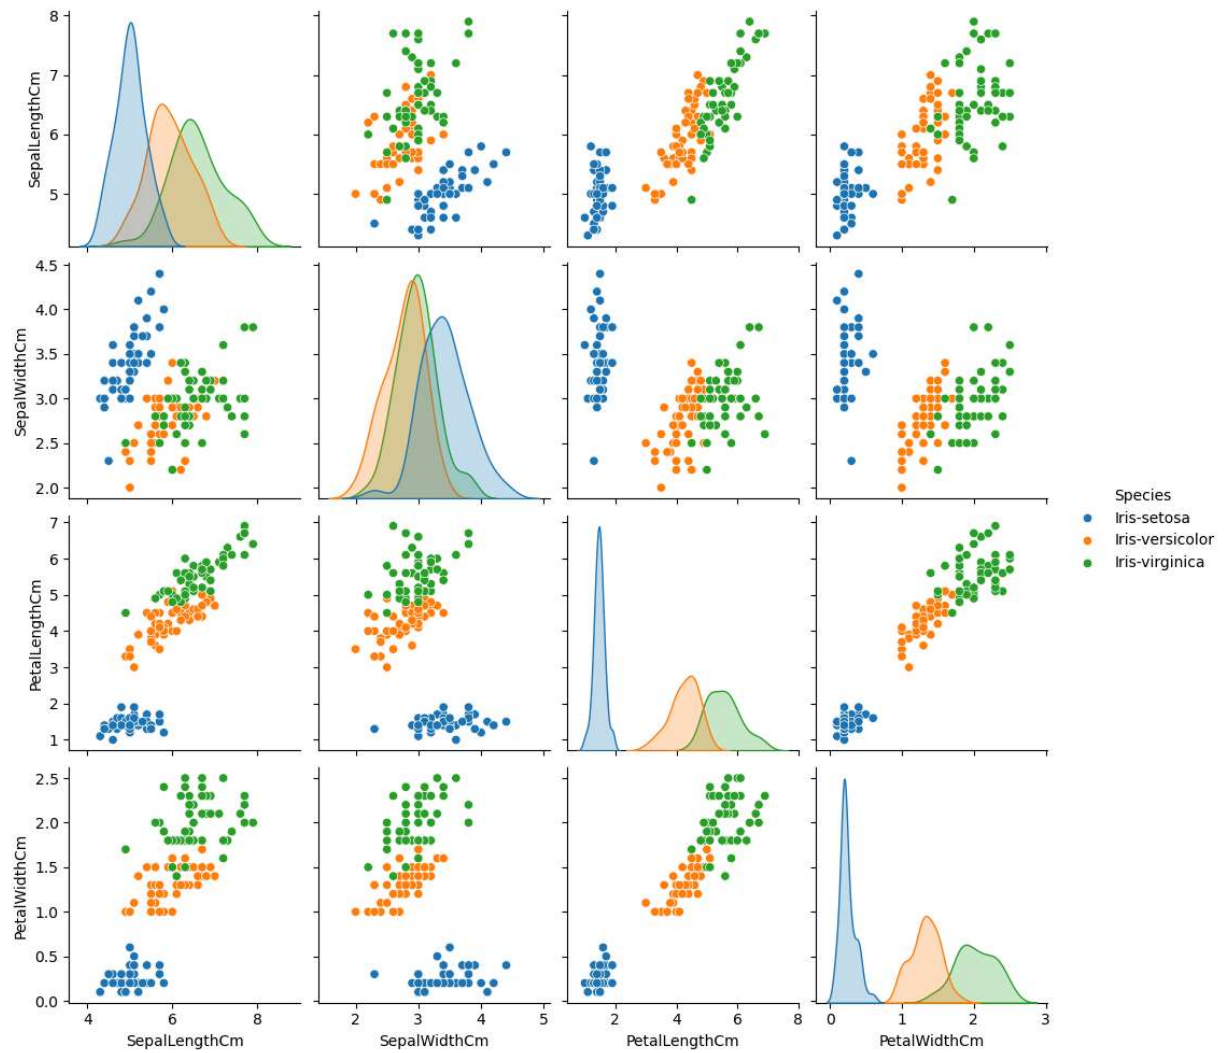 8
7
6
5
SepalLengthCm
4.5
4.0
3.5
3.0
2.5
2.0
SepalWidthCm
Species
Iris-setosa
Iris-versicolor
Iris-virginica
7
6
5
4
3
2
1
PetalLengthCm
2.5
2.0
1.5
1.0
0.5
0.0
PetalWidthCm
4 6 8
2 3 4 5
2 4 6 8
0 1 2 3
SepalLengthCm
SepalWidthCm
PetalLengthCm
PetalWidthCm